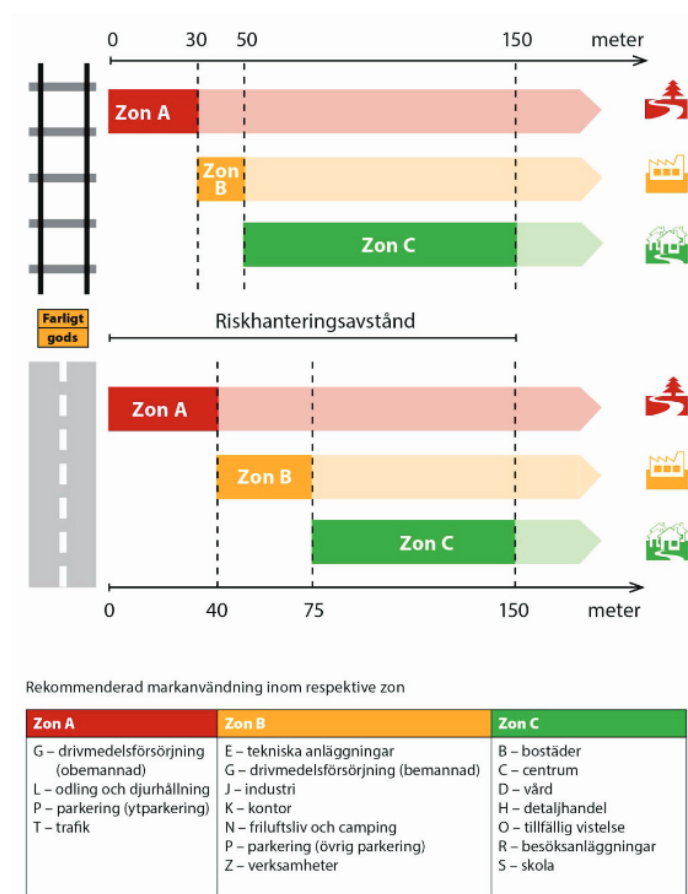 0 30 50 150 meter
Zon A
Zon
B
Zon C
Farligt
gods
Riskhanteringsavstånd
Zon A
Zon B
Zon C
0 40 75 150 meter
Rekommenderad markanvändning inom respektive zon
Zon A
G – drivmedelsförsörjning
(obemannad)
L – odling och djurhållning
P – parkering (ytparkering)
T – trafik
Zon B
E – tekniska anläggningar
G – drivmedelsförsörjning (bemannad)
J – industri
K – kontor
N – friluftsliv och camping
P – parkering (övrig parkering)
Z – verksamheter
Zon C
B – bostäder
C – centrum
D – vård
H – detaljhandel
O – tillfällig vistelse
R – besöksanläggningar
S – skola